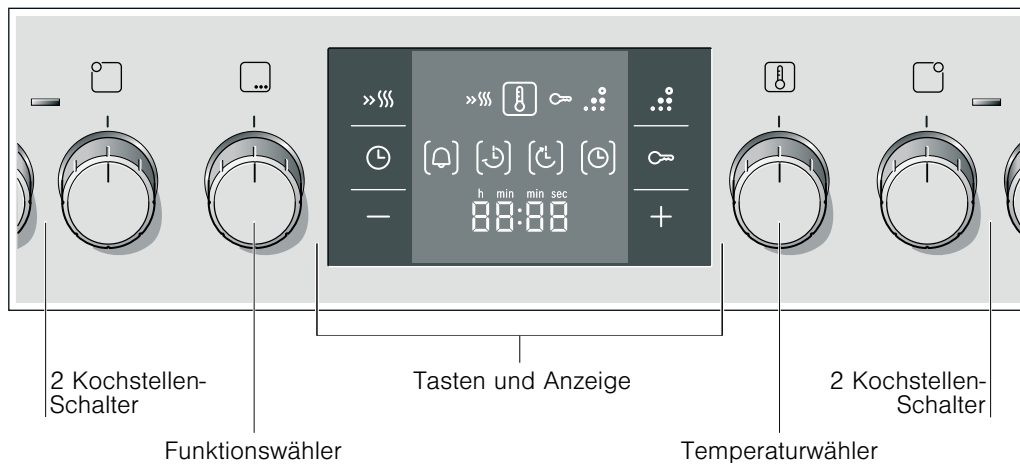 h min min sec
88:88
2 Kochstellen-
Schalter
Tasten und Anzeige
2 Kochstellen-
Schalter
Funktionswähler
Temperaturwähler